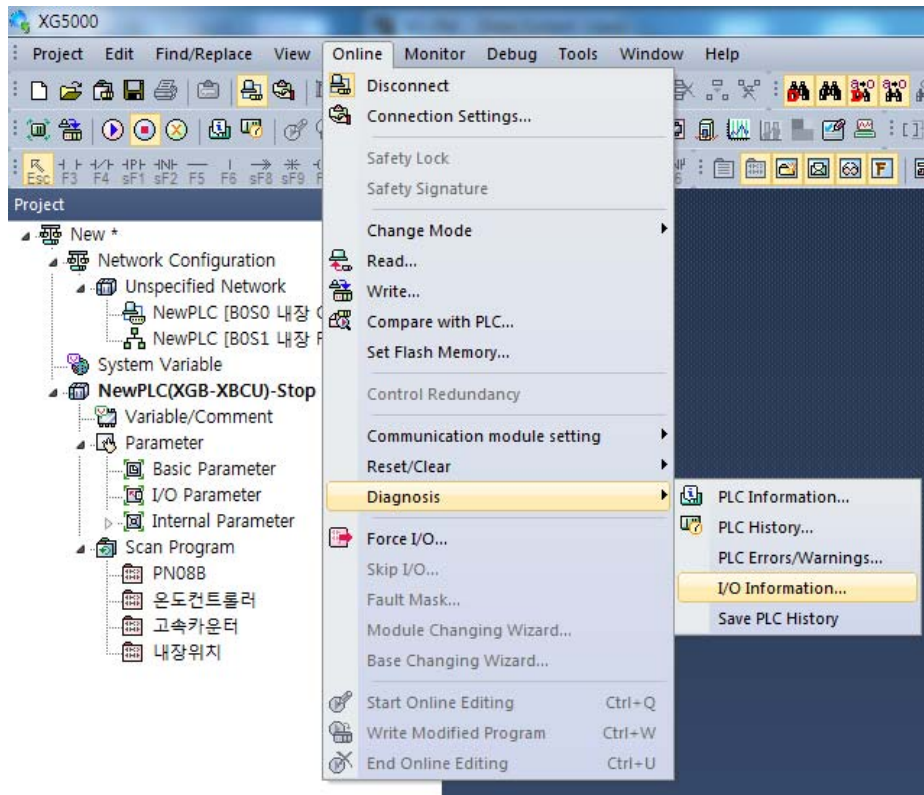 XG5000
Project Edit Find/Replace View Online Monitor Debug Tools Window Help
Esc F3 F4 sF1 sF2 F5 F6 sF8 sF9
Project
New *
Network Configuration
Unspecified Network
NewPLC [B0S0 내장
NewPLC [B0S1 내장
System Variable
NewPLC(XGB-XBCU)-Stop
Variable/Comment
Parameter
Basic Parameter
I/O Parameter
Internal Parameter
Scan Program
PN08B
온도컨트롤러
고속카운터
내장위치
Disconnect
Connection Settings...
Safety Lock
Safety Signature
Change Mode
Read...
Write...
Compare with PLC...
Set Flash Memory...
Control Redundancy
Communication module setting
Reset/Clear
Diagnosis
Force I/O...
Skip I/O...
Fault Mask...
Module Changing Wizard...
Base Changing Wizard...
Start Online Editing Ctrl+Q
Write Modified Program Ctrl+W
End Online Editing Ctrl+U
PLC Information...
PLC History...
PLC Errors/Warnings...
I/O Information...
Save PLC History